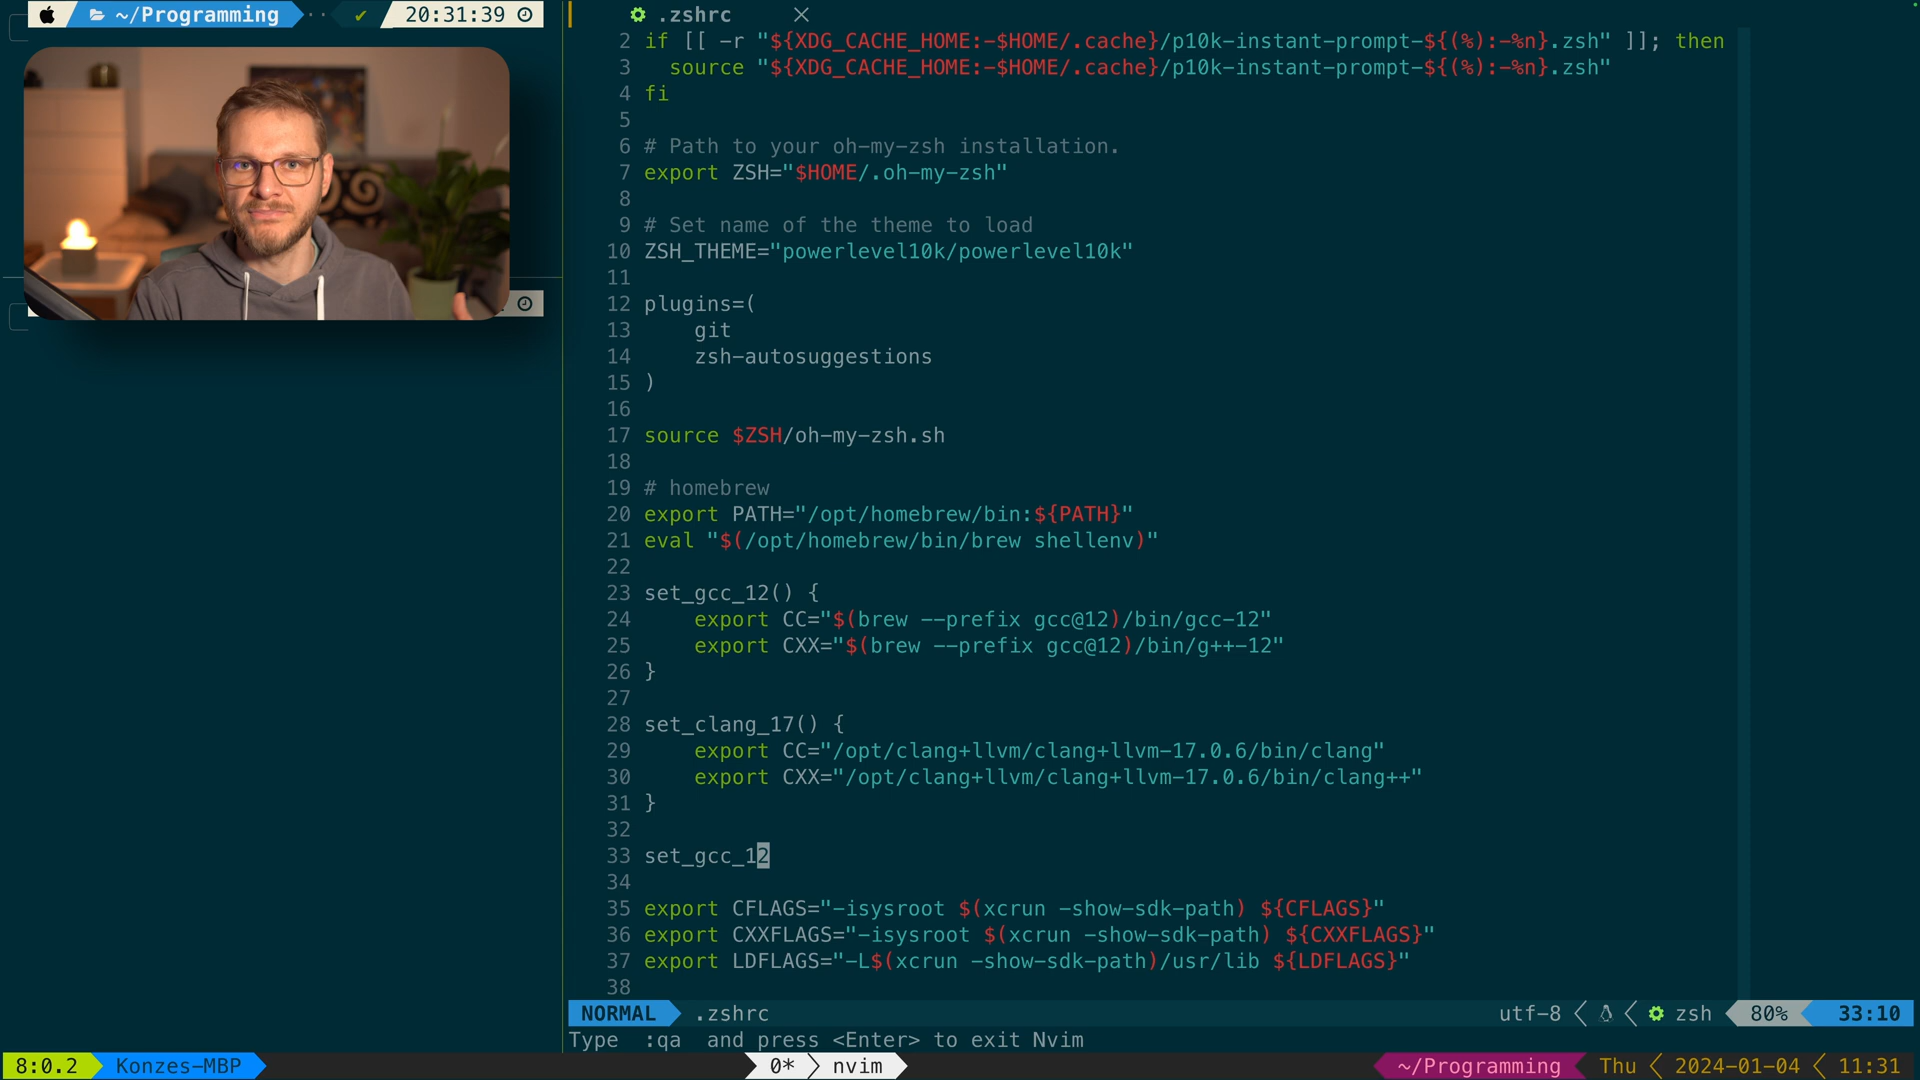 ~/Programming ·· ✔ 20:31:39
.zshrc
2 if [[ -r "${XDG_CACHE_HOME:-$HOME/.cache}/p10k-instant-prompt-${(%):-%n}.zsh" ]]; then
3 source "${XDG_CACHE_HOME:-$HOME/.cache}/p10k-instant-prompt-${(%):-%n}.zsh"
4 fi
5
6 # Path to your oh-my-zsh installation.
7 export ZSH="$HOME/.oh-my-zsh"
8
9 # Set name of the theme to load
10 ZSH_THEME="powerlevel10k/powerlevel10k"
11
12 plugins=(
13 git
14 zsh-autosuggestions
15 )
16
17 source $ZSH/oh-my-zsh.sh
18
19 # homebrew
20 export PATH="/opt/homebrew/bin:${PATH}"
21 eval "$(/opt/homebrew/bin/brew shellenv)"
22
23 set_gcc_12() {
24 export CC="$(brew --prefix gcc@12)/bin/gcc-12"
25 export CXX="$(brew --prefix gcc@12)/bin/g++-12"
26 }
27
28 set_clang_17() {
29 export CC="/opt/clang+llvm/clang+llvm-17.0.6/bin/clang"
30 export CXX="/opt/clang+llvm/clang+llvm-17.0.6/bin/clang++"
31 }
32
33 set_gcc_12
34
35 export CFLAGS="-isysroot $(xcrun -show-sdk-path) ${CFLAGS}"
36 export CXXFLAGS="-isysroot $(xcrun -show-sdk-path) ${CXXFLAGS}"
37 export LDFLAGS="-L$(xcrun -show-sdk-path)/usr/lib ${LDFLAGS}"
38
NORMAL .zshrc utf-8 zsh 80% 33:10
Type :qa and press <Enter> to exit Nvim
8:0.2 Konzes-MBP 0* nvim ~/Programming Thu 2024-01-04 11:31